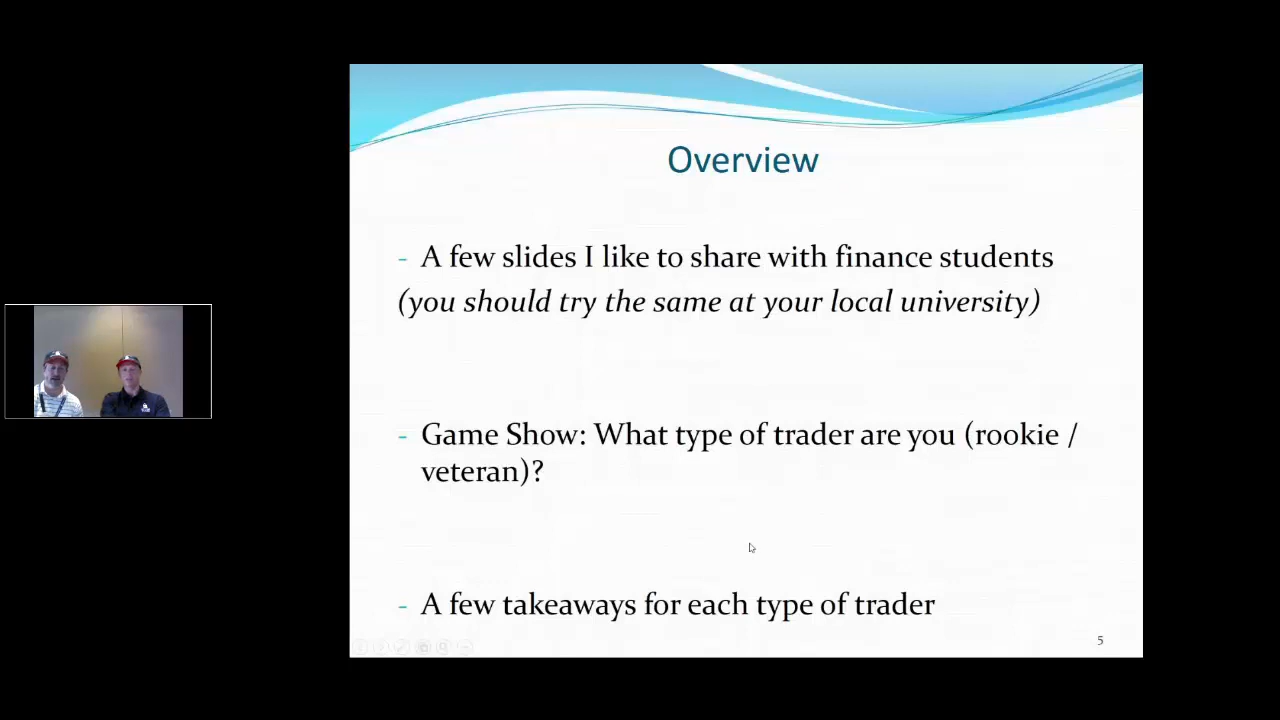 Overview
- A few slides I like to share with finance students
(you should try the same at your local university)
- Game Show: What type of trader are you (rookie /
veteran)?
- A few takeaways for each type of trader
5